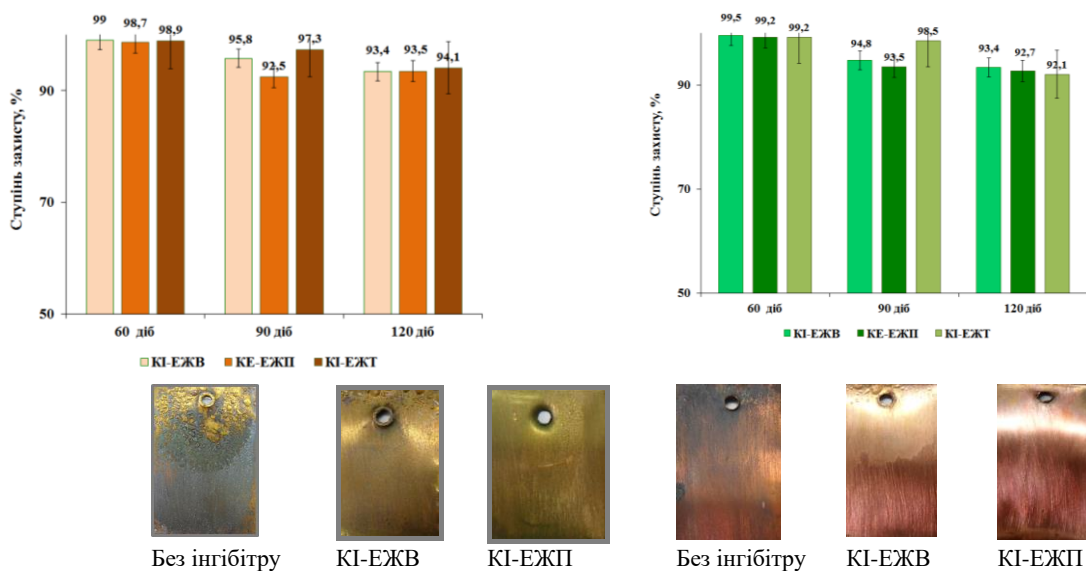 99 98,7 98,9 95,8 92,5 97,3 93,4 93,5 94,1
Ступінь захисту, %
90
70
50
60 діб 90 діб 120 діб
КІ-ЕЖВ КЕ-ЕЖП КІ-ЕЖТ
99,5 99,2 99,2 94,8 93,5 98,5 93,4 92,7 92,1
Ступінь захисту, %
90
70
50
60 діб 90 діб 120 діб
КІ-ЕЖВ КЕ-ЕЖП КІ-ЕЖТ
Без інгібітру КІ-ЕЖВ КІ-ЕЖП Без інгібітру КІ-ЕЖВ КІ-ЕЖП